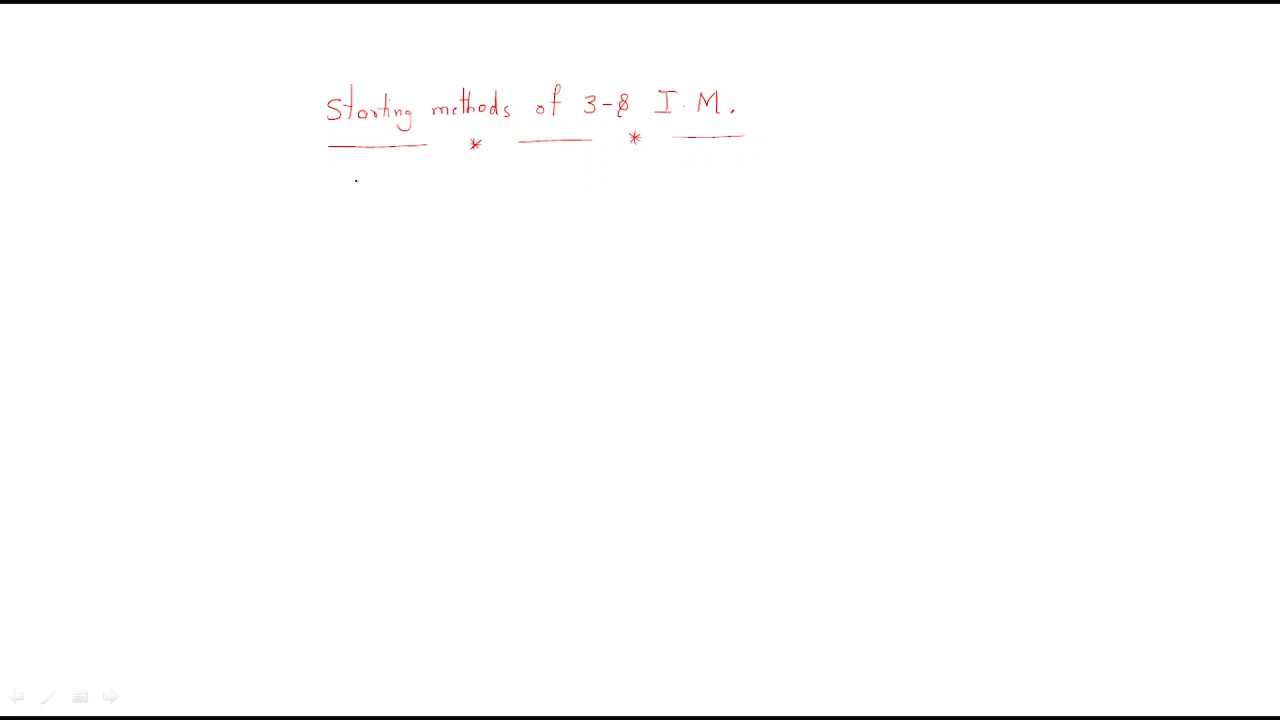 Starting methods of 3-φ I.M.
* *